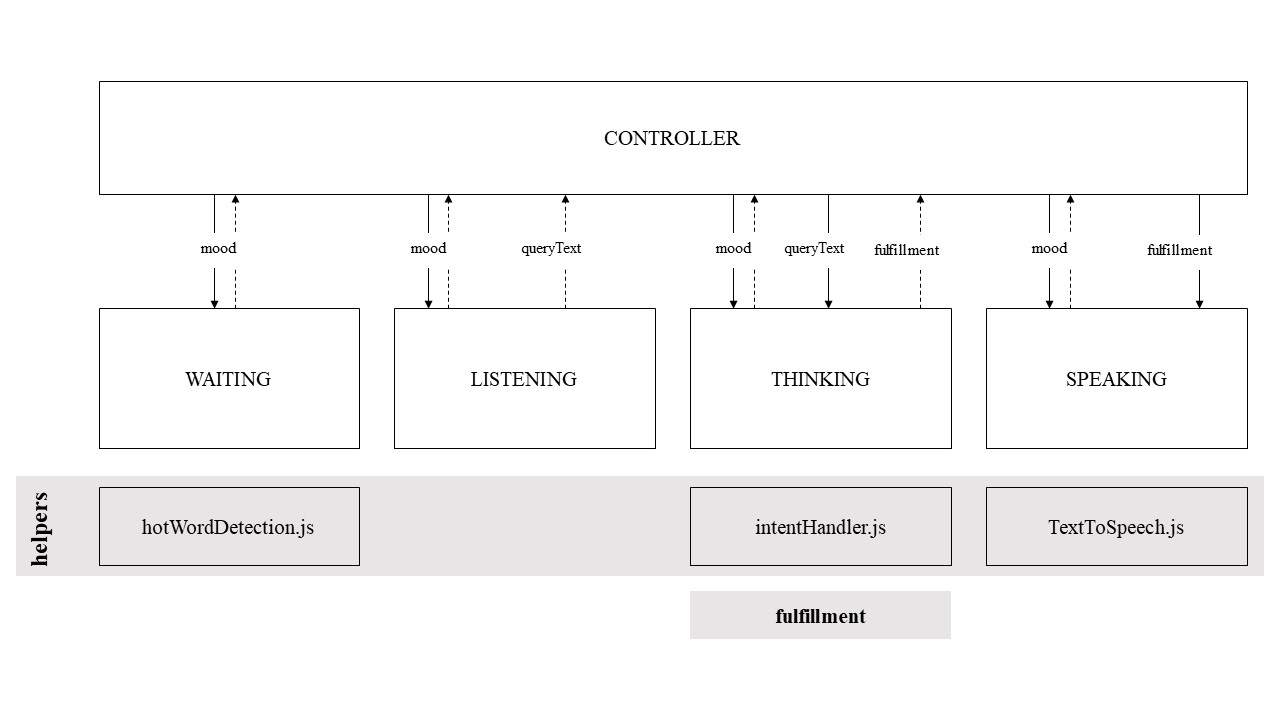 CONTROLLER
mood
mood
queryText
mood
queryText
fulfillment
mood
fulfillment
WAITING
LISTENING
THINKING
SPEAKING
helpers
hotWordDetection.js
intentHandler.js
TextToSpeech.js
fulfillment